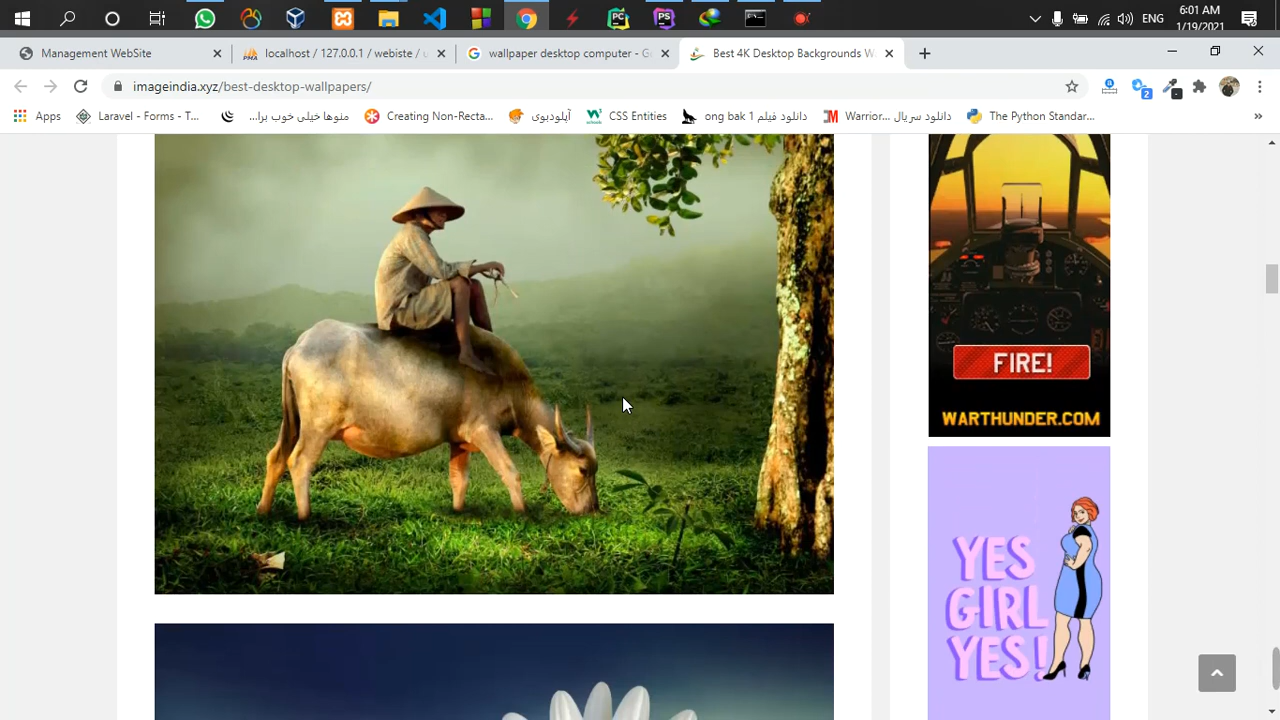 ENG
6:01 AM
1/19/2021
Management WebSite
localhost / 127.0.0.1 / webiste / u
wallpaper desktop computer - Go
Best 4K Desktop Backgrounds W
imageindia.xyz/best-desktop-wallpapers/
2
Apps
Laravel - Forms - T...
منوها خیلی خوب برا...
Creating Non-Recta...
آپلودبوی
CSS Entities
دانلود فیلم ong bak 1
دانلود سریال Warrior...
The Python Standar...
»
FIRE!
WARTHUNDER.COM
YES
GIRL
YES!